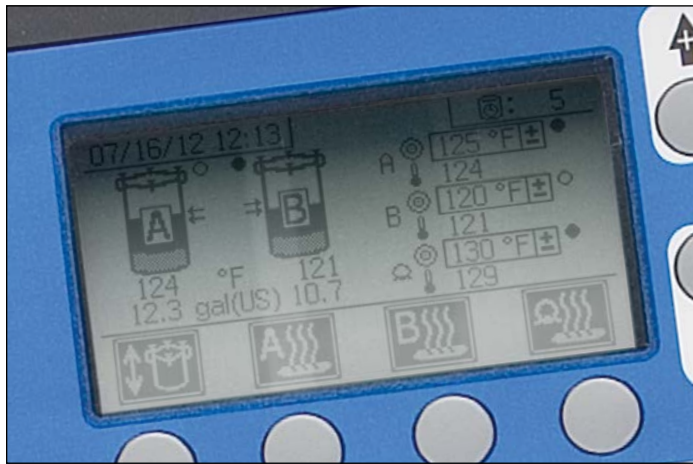 07/16/12 12:13
: 5
A 125 °F ±
124
B 120 °F ±
121
130 °F ±
129
A
B
124 °F 121
12.3 gal(US) 10.7
A
B
+